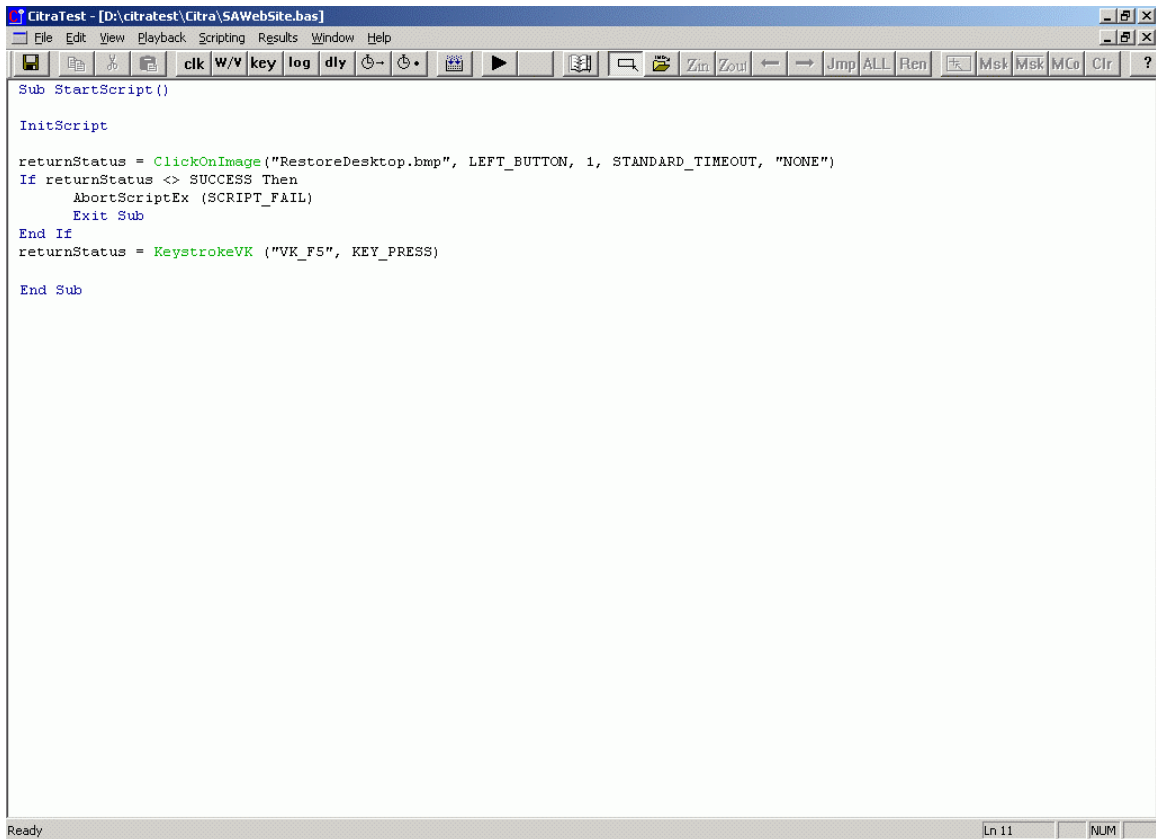 CitraTest - [D:\citratest\Citra\SAWebSite.bas]
File Edit View Playback Scripting Results Window Help
clk W/V key log dly Zin Zout Jmp ALL Ren Msk Msk MCo Clr ?
Sub StartScript()
InitScript
returnStatus = ClickOnImage("RestoreDesktop.bmp", LEFT_BUTTON, 1, STANDARD_TIMEOUT, "NONE")
If returnStatus <> SUCCESS Then
AbortScriptEx (SCRIPT_FAIL)
Exit Sub
End If
returnStatus = KeystrokeVK ("VK_F5", KEY_PRESS)
End Sub
Ready Ln 11 NUM